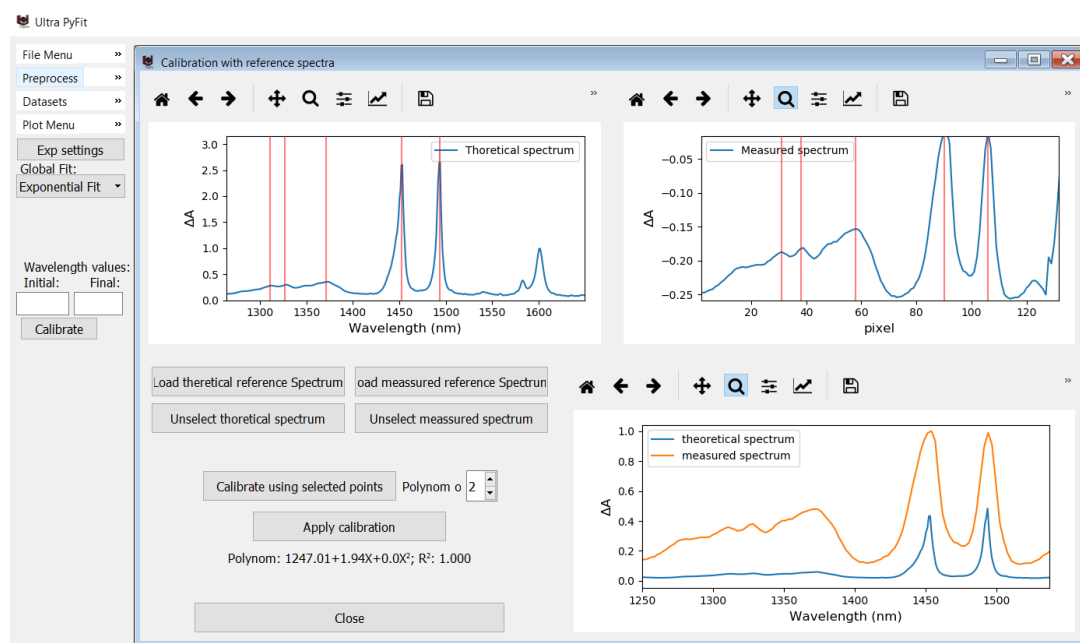 Ultra PyFit
File Menu »
Preprocess »
Datasets »
Plot Menu »
Exp settings
Global Fit:
Exponential Fit
Wavelength values:
Initial: Final:
Calibrate
Calibration with reference spectra
»
3.0
2.5
2.0
1.5
1.0
0.5
0.0
ΔA
Thoretical spectrum
1300 1350 1400 1450 1500 1550 1600
Wavelength (nm)
»
−0.05
−0.10
−0.15
−0.20
−0.25
ΔA
Measured spectrum
20 40 60 80 100 120
pixel
Load theretical reference Spectrum
oad meassured reference Spectrun
Unselect thoretical spectrum
Unselect meassured spectrum
Calibrate using selected points
Polynom o 2
Apply calibration
Polynom: 1247.01+1.94X+0.0X²; R²: 1.000
Close
»
1.0
0.8
0.6
0.4
0.2
0.0
ΔA
theoretical spectrum
measured spectrum
1250 1300 1350 1400 1450 1500
Wavelength (nm)